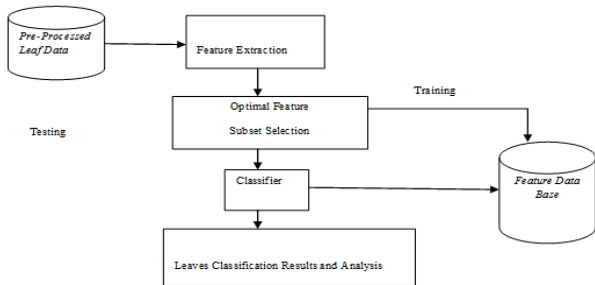 Pre-Processed
Leaf Data
Feature Extraction
Training
Optimal Feature
Subset Selection
Testing
Classifier
Feature Data
Base
Leaves Classification Results and Analysis